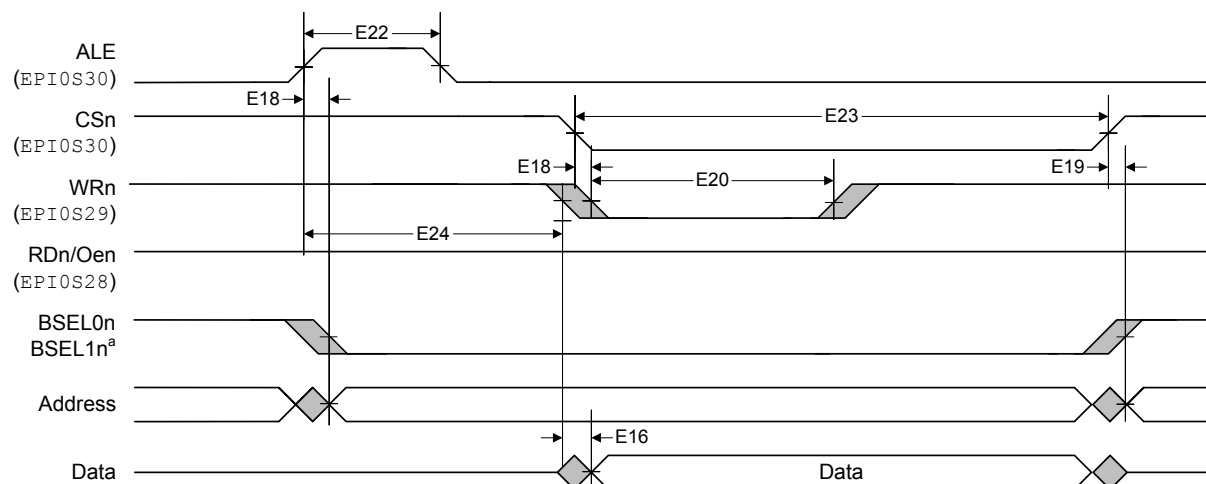 E22
ALE
(EPI0S30)
E18
CSn
E23
(EPI0S30)
E18
E20
E19
WRn
(EPI0S29)
E24
RDn/Oen
(EPI0S28)
BSEL0n
BSEL1nª
Address
E16
Data
Data